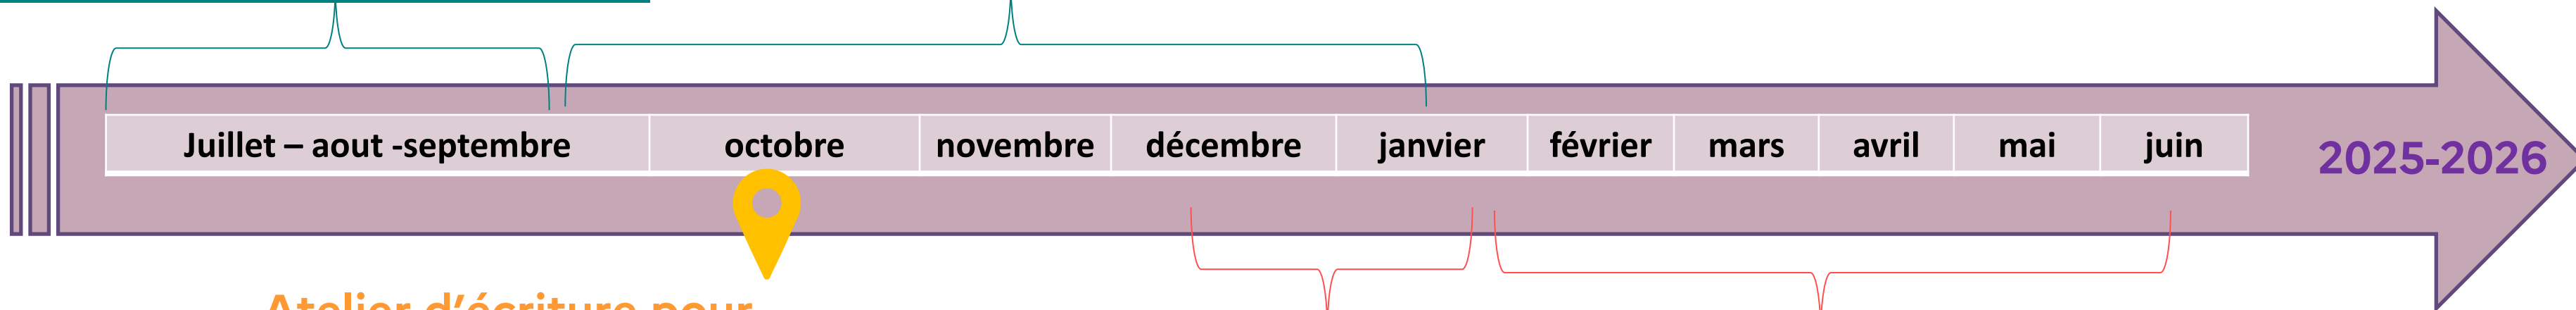 Juillet – aout -septembre octobre novembre décembre janvier février mars avril mai juin
2025-2026
Atelier d'écriture pour